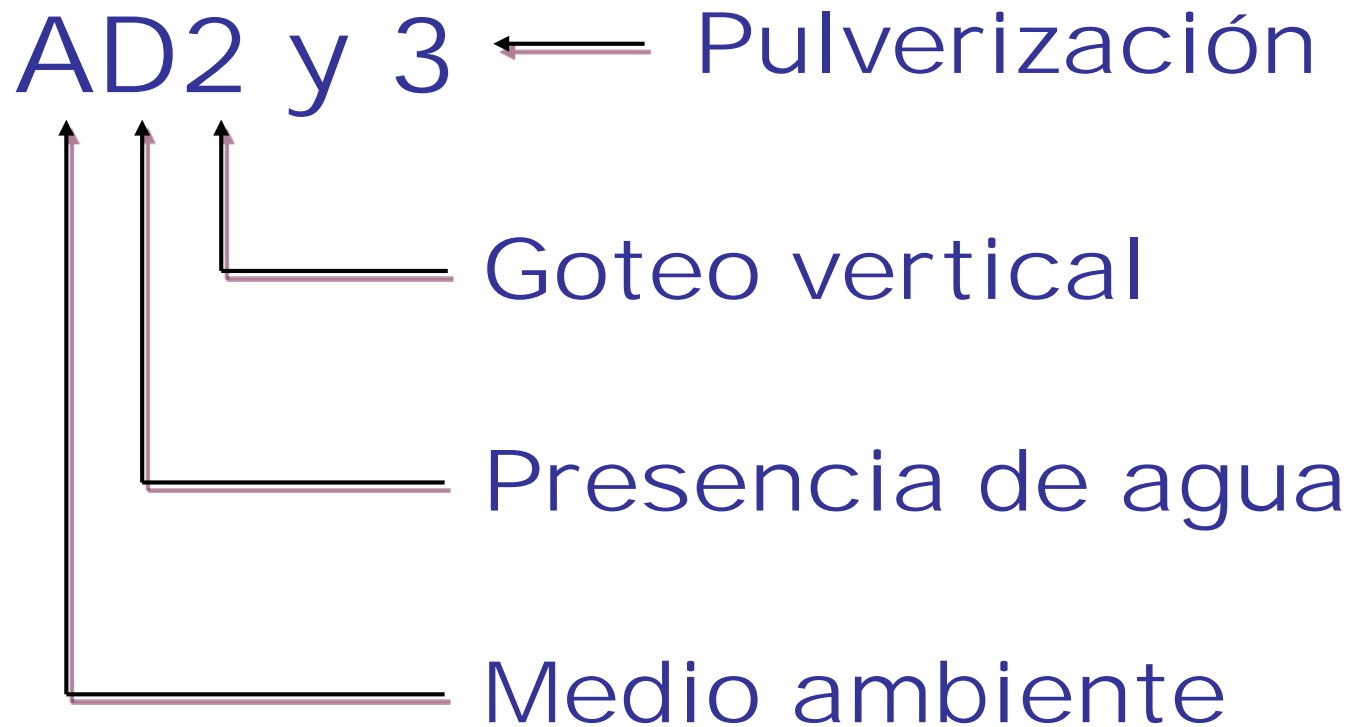 AD2 y 3
Pulverización
Goteo vertical
Presencia de agua
Medio ambiente